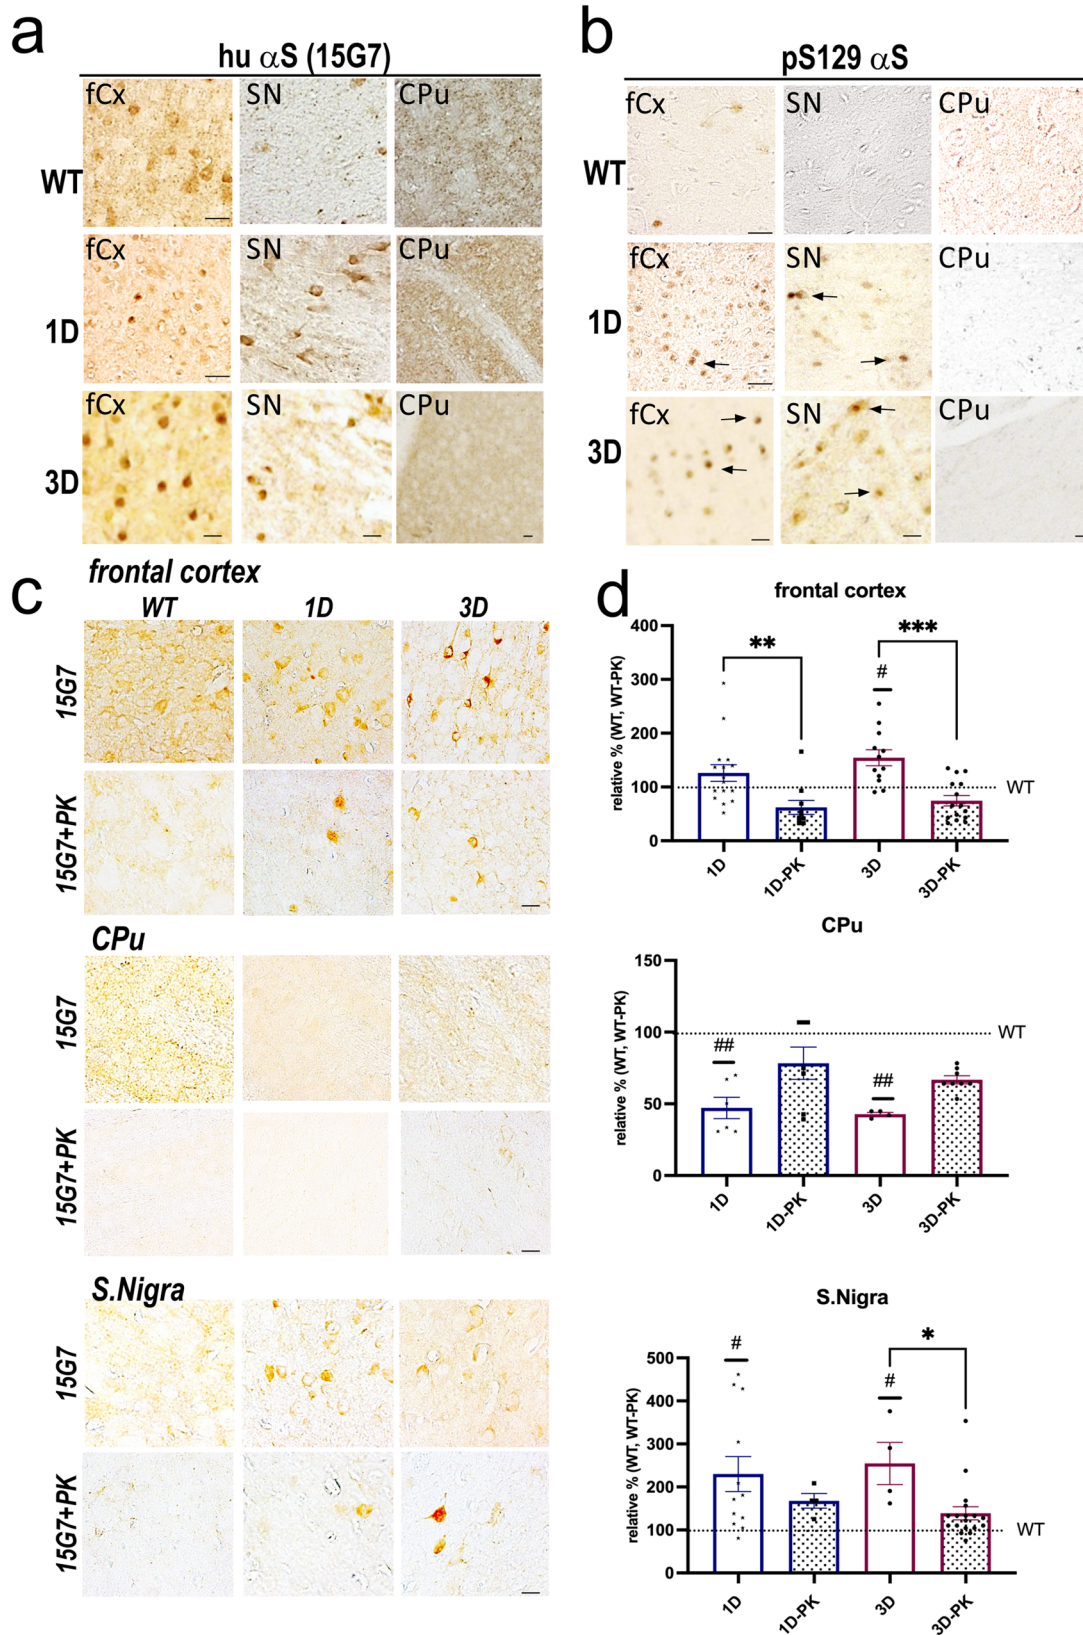 a
hu αS (15G7)
fCx SN CPu
WT
fCx SN CPu
1D
fCx SN CPu
3D
b
pS129 αS
fCx SN CPu
WT
fCx SN CPu
1D
fCx SN CPu
3D
c
frontal cortex
WT 1D 3D
15G7
15G7+PK
CPu
15G7
15G7+PK
S.Nigra
15G7
15G7+PK
d
frontal cortex
relative % (WT, WT-PK)
400
300
200
100
0
** # ***
WT
1D 1D-PK 3D 3D-PK
CPu
relative % (WT, WT-PK)
150
100
50
0
## ##
WT
1D 1D-PK 3D 3D-PK
S.Nigra
relative % (WT, WT-PK)
500
400
300
200
100
0
# # *
WT
1D 1D-PK 3D 3D-PK